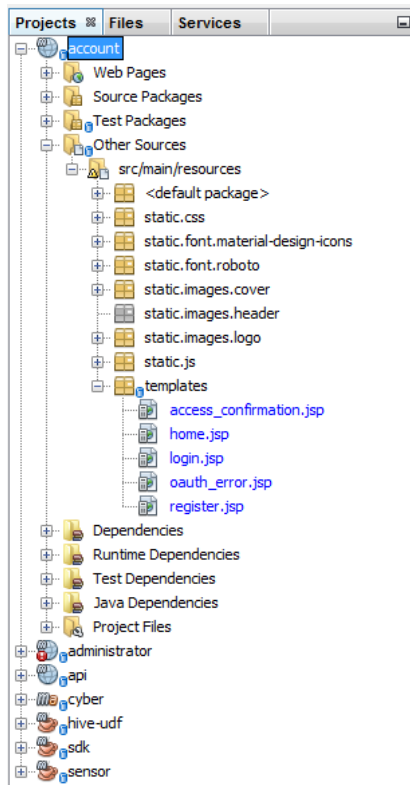 Projects Files Services
account
Web Pages
Source Packages
Test Packages
Other Sources
src/main/resources
<default package>
static.css
static.font.material-design-icons
static.font.roboto
static.images.cover
static.images.header
static.images.logo
static.js
templates
access_confirmation.jsp
home.jsp
login.jsp
oauth_error.jsp
register.jsp
Dependencies
Runtime Dependencies
Test Dependencies
Java Dependencies
Project Files
administrator
api
cyber
hive-udf
sdk
sensor